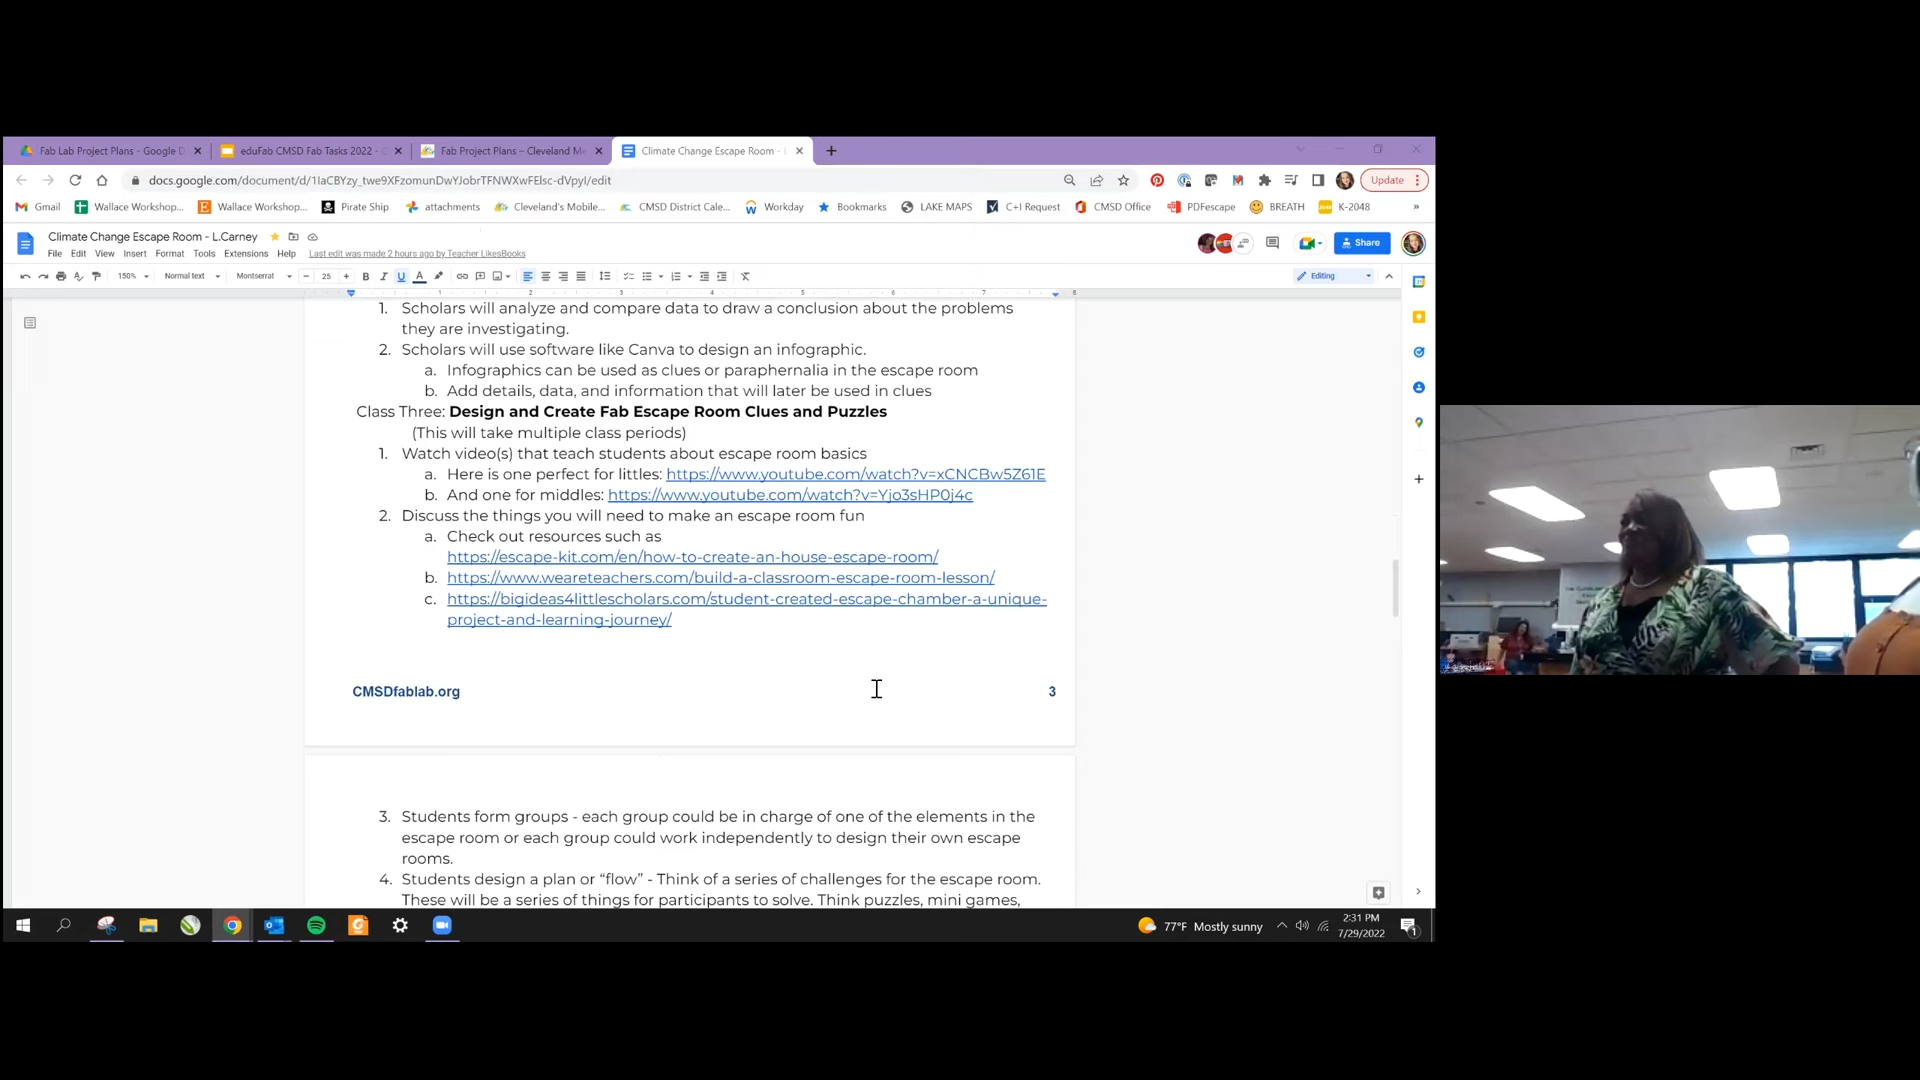 Fab Lab Project Plans - Google D
eduFab CMSD Fab Tasks 2022 -
Fab Project Plans – Cleveland Me
Climate Change Escape Room -
docs.google.com/document/d/1IaCBYzy_twe9XFzomunDwYJobrTFNWXwFElsc-dVpyI/edit
Update
Gmail
Wallace Workshop...
Wallace Workshop...
Pirate Ship
attachments
Cleveland's Mobile...
CMSD District Cale...
Workday
Bookmarks
LAKE MAPS
C+I Request
CMSD Office
PDFescape
BREATH
K-2048
»
Climate Change Escape Room - L.Carney
File Edit View Insert Format Tools Extensions Help
Last edit was made 2 hours ago by Teacher LikesBooks
Share
150% Normal text Montserrat 25 B I U A
Editing
1. Scholars will analyze and compare data to draw a conclusion about the problems
they are investigating.
2. Scholars will use software like Canva to design an infographic.
a. Infographics can be used as clues or paraphernalia in the escape room
b. Add details, data, and information that will later be used in clues
Class Three: Design and Create Fab Escape Room Clues and Puzzles
(This will take multiple class periods)
1. Watch video(s) that teach students about escape room basics
a. Here is one perfect for littles: https://www.youtube.com/watch?v=xCNCBw5Z61E
b. And one for middles: https://www.youtube.com/watch?v=Yjo3sHP0j4c
2. Discuss the things you will need to make an escape room fun
a. Check out resources such as
https://escape-kit.com/en/how-to-create-an-house-escape-room/
b. https://www.weareteachers.com/build-a-classroom-escape-room-lesson/
c. https://bigideas4littlescholars.com/student-created-escape-chamber-a-unique-
project-and-learning-journey/
CMSDfablab.org 3
3. Students form groups - each group could be in charge of one of the elements in the
escape room or each group could work independently to design their own escape
rooms.
4. Students design a plan or “flow” - Think of a series of challenges for the escape room.
These will be a series of things for participants to solve. Think puzzles, mini games,
77°F Mostly sunny
2:31 PM
7/29/2022
1